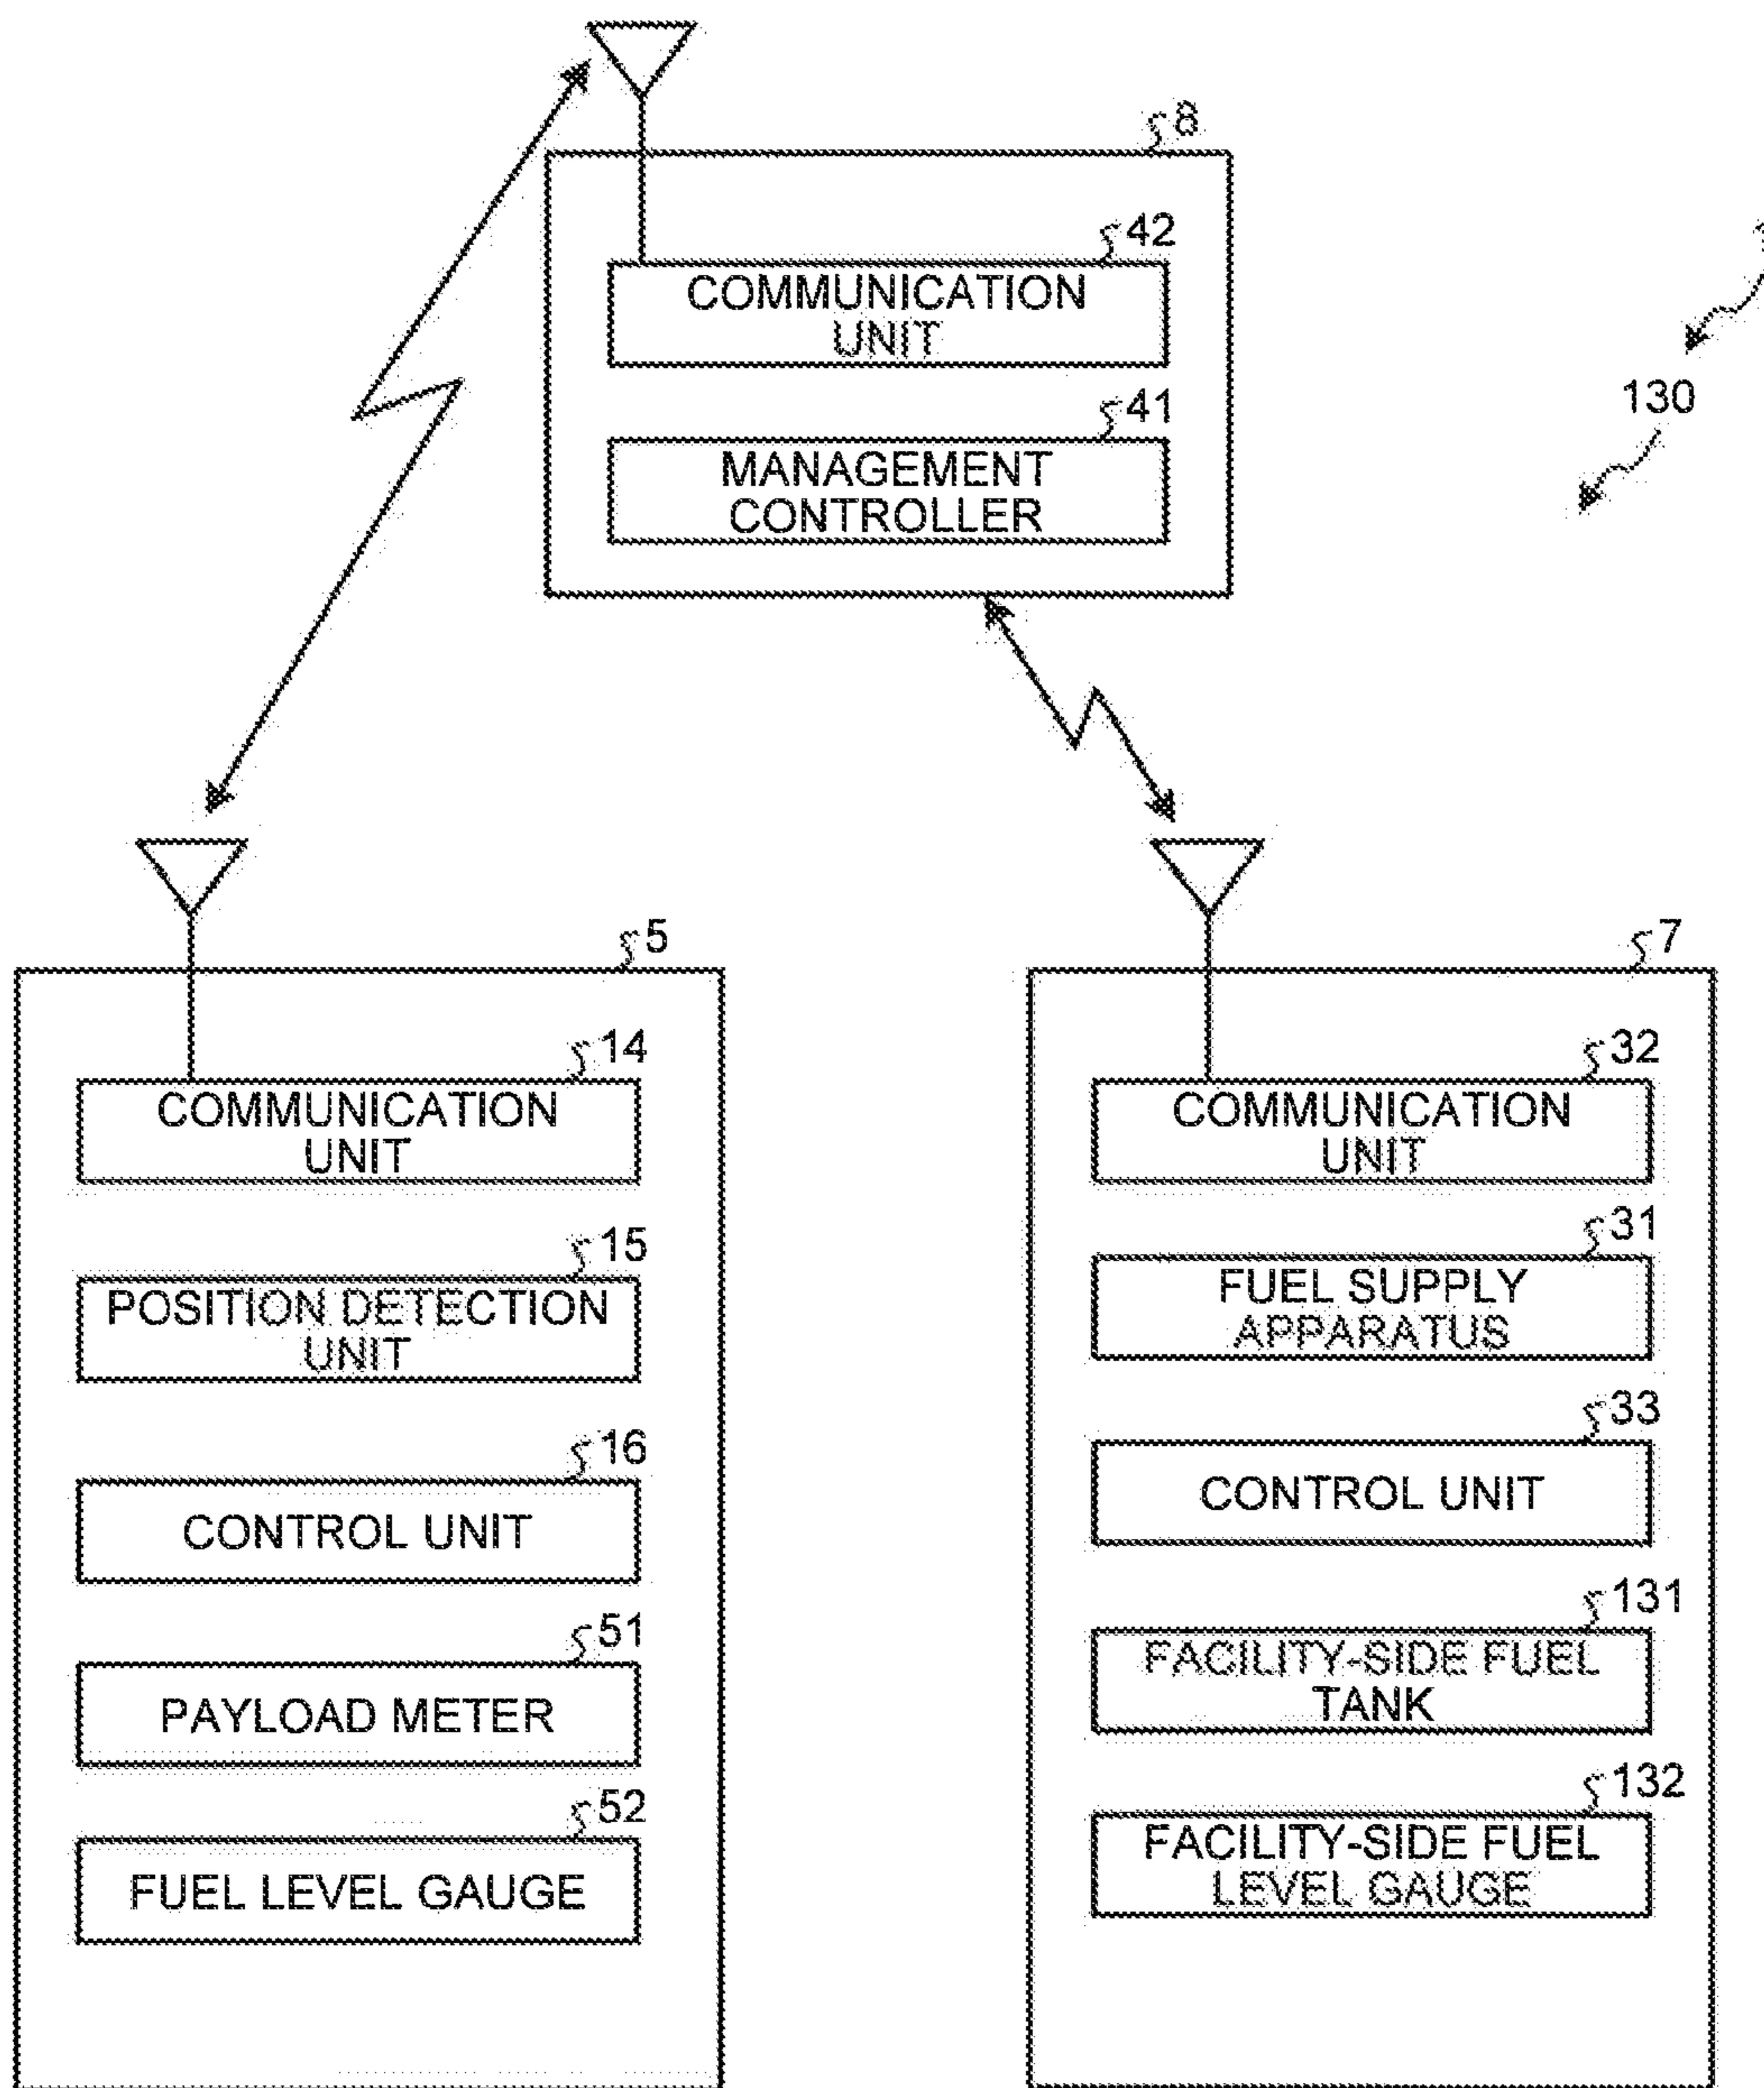 8
42
COMMUNICATION
UNIT
41
MANAGEMENT
CONTROLLER
130
5
14
COMMUNICATION
UNIT
15
POSITION DETECTION
UNIT
16
CONTROL UNIT
51
PAYLOAD METER
52
FUEL LEVEL GAUGE
7
32
COMMUNICATION
UNIT
31
FUEL SUPPLY
APPARATUS
33
CONTROL UNIT
131
FACILITY-SIDE FUEL
TANK
132
FACILITY-SIDE FUEL
LEVEL GAUGE